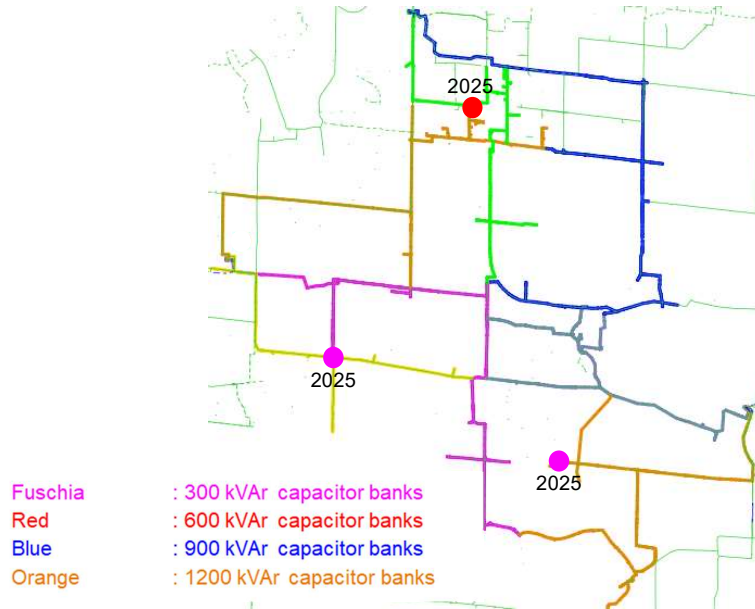 2025
2025
2025
Fuschia : 300 kVAr capacitor banks
Red : 600 kVAr capacitor banks
Blue : 900 kVAr capacitor banks
Orange : 1200 kVAr capacitor banks